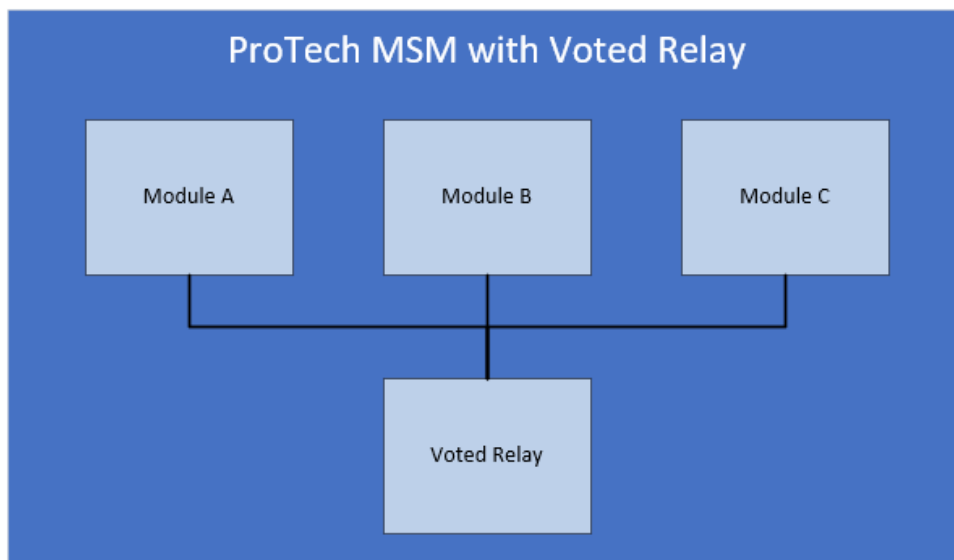 ProTech MSM with Voted Relay
Module A
Module B
Module C
Voted Relay